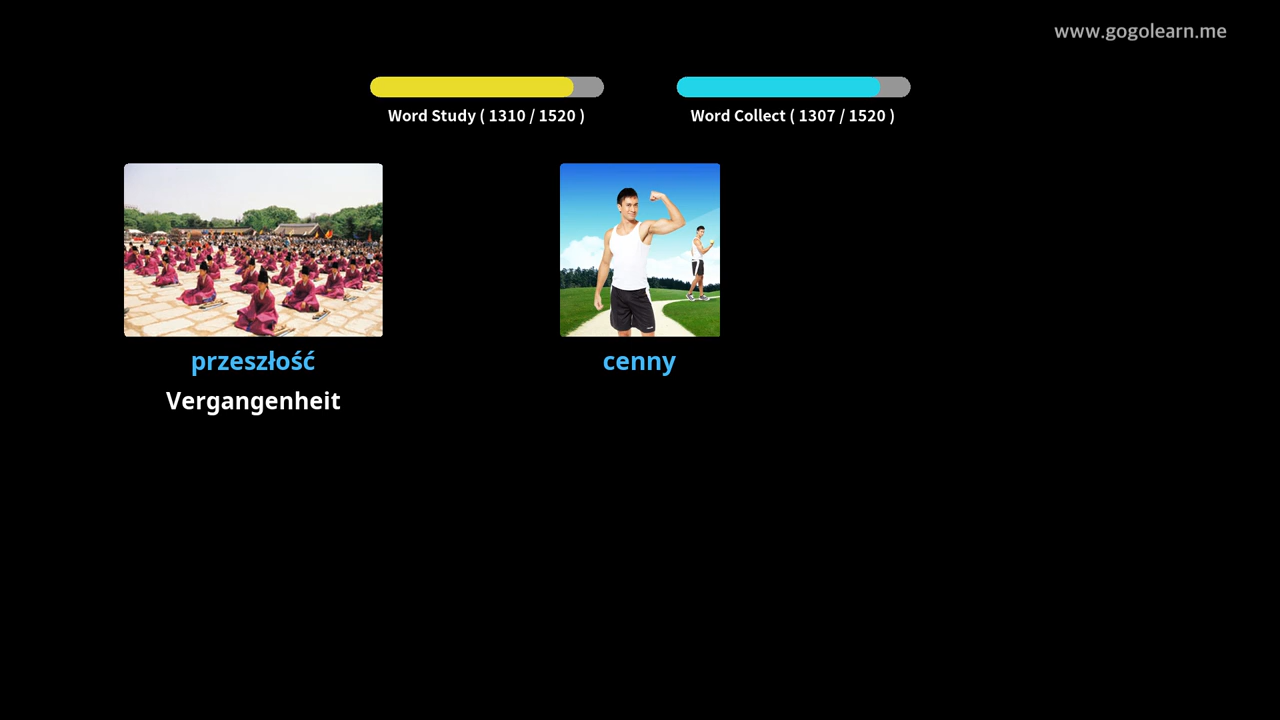 www.gogolearn.me
Word Study ( 1310 / 1520 )
Word Collect ( 1307 / 1520 )
przeszłość
Vergangenheit
cenny